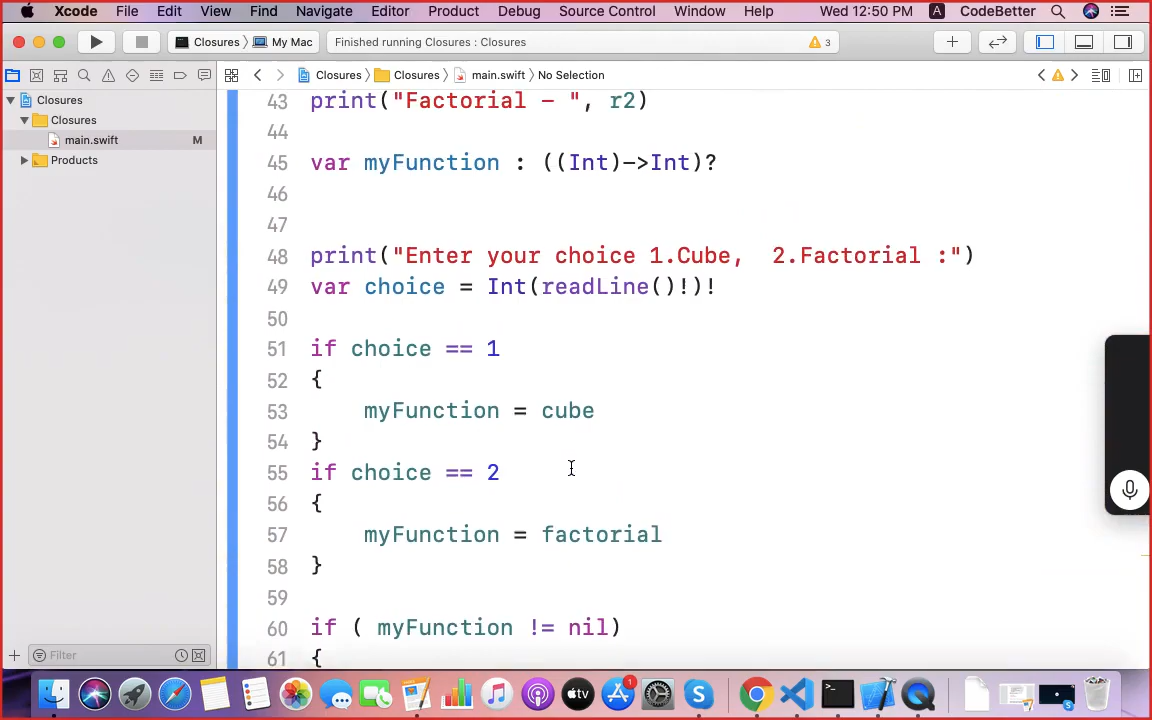 Xcode File Edit View Find Navigate Editor Product Debug Source Control Window Help Wed 12:50 PM A CodeBetter
Closures 〉 My Mac Finished running Closures : Closures 3
Closures 〉 Closures 〉 main.swift 〉 No Selection
Closures
Closures
main.swift M
Products
43 print("Factorial - ", r2)
44
45 var myFunction : ((Int)->Int)?
46
47
48 print("Enter your choice 1.Cube,  2.Factorial :")
49 var choice = Int(readLine()!)!
50
51 if choice == 1
52 {
53     myFunction = cube
54 }
55 if choice == 2
56 {
57     myFunction = factorial
58 }
59
60 if ( myFunction != nil)
61 {
Filter
tv
1